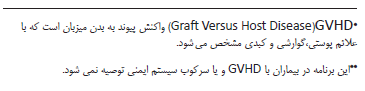 *GVHD(Graft Versus Host Disease) واکنش پیوند به بدن میزبان است که با
علائم پوستی،گوارشی و کبدی مشخص می‌شود.
**این برنامه در بیماران با GVHD و یا سرکوب سیستم ایمنی توصیه نمی شود.